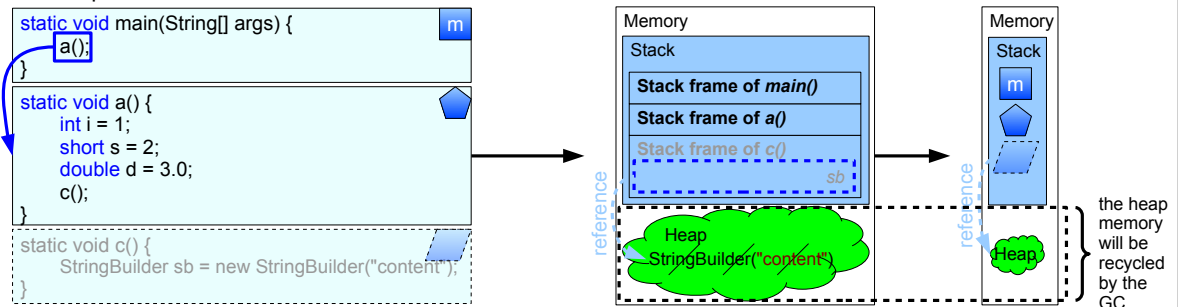 static void main(String[] args) {
a();
}
m
static void a() {
int i = 1;
short s = 2;
double d = 3.0;
c();
}
static void c() {
StringBuilder sb = new StringBuilder("content");
}
Memory
Stack
Stack frame of main()
Stack frame of a()
Stack frame of c()
sb
reference
Heap
StringBuilder("content")
Memory
Stack
m
reference
Heap
the heap
memory
will be
recycled
by the
GC